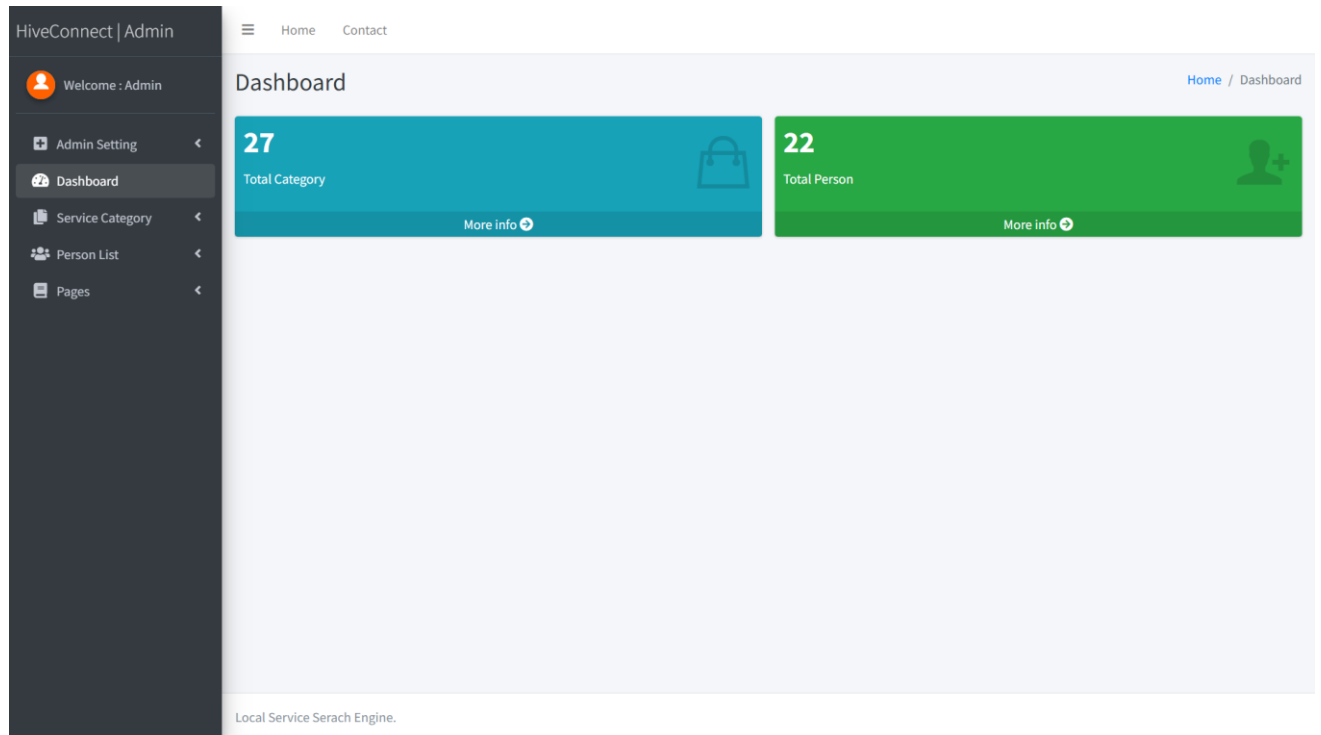 HiveConnect | Admin
Home Contact
Welcome : Admin
Admin Setting
Dashboard
Service Category
Person List
Pages
Dashboard
Home / Dashboard
27
Total Category
More info
22
Total Person
More info
Local Service Serach Engine.